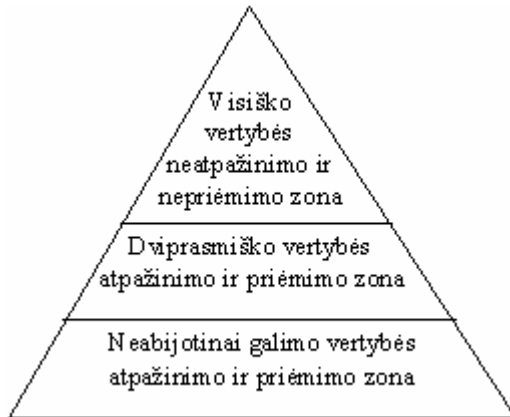 Visiško
vertybės
neatpažinimo ir
nepriėmimo zona
Dviprasmiško vertybės
atpažinimo ir priėmimo zona
Neabijotinai galimo vertybės
atpažinimo ir priėmimo zona